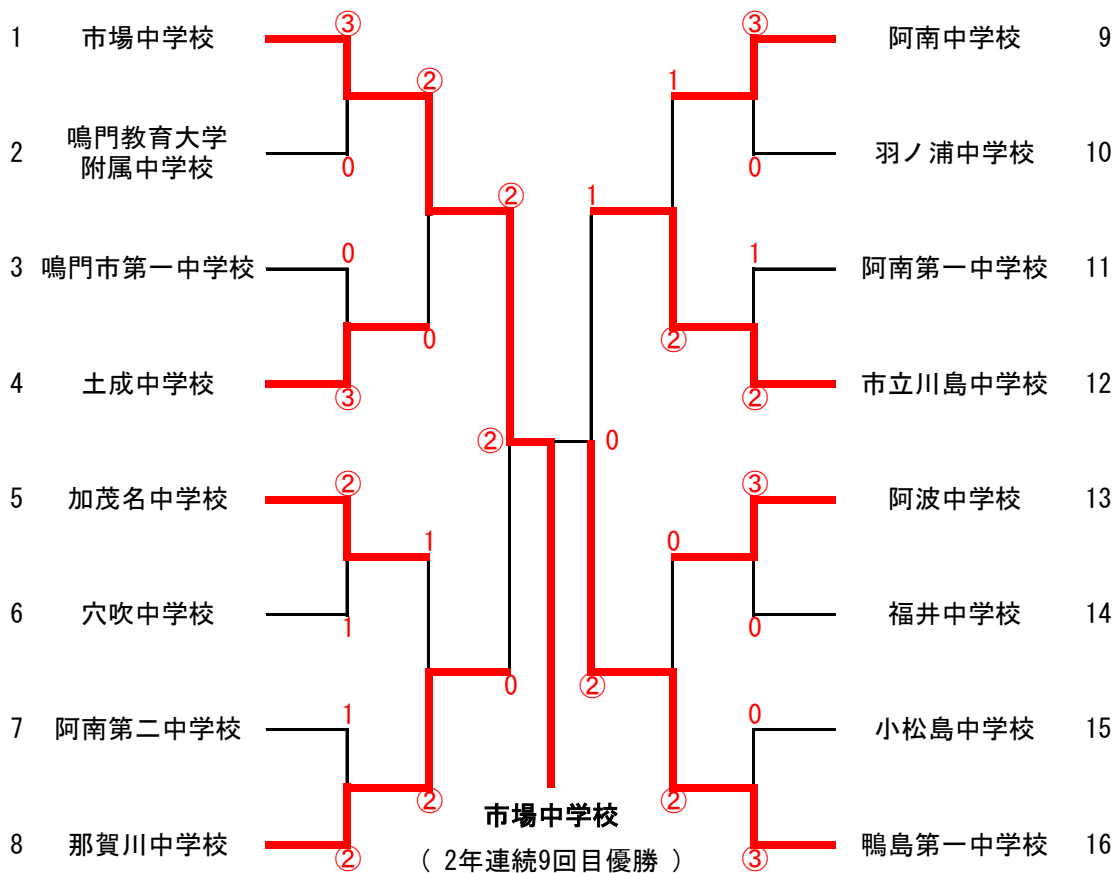 ③
1 市場中学校
②
2 鳴門教育大学
附属中学校
0
②
0
3 鳴門市第一中学校
0
4 土成中学校
③
②
②
5 加茂名中学校
1
6 穴吹中学校
1
0
1
7 阿南第二中学校
②
8 那賀川中学校
②
③
阿南中学校 9
1
羽ノ浦中学校 10
0
1
1
阿南第一中学校 11
②
市立川島中学校 12
②
0
③
阿波中学校 13
0
福井中学校 14
0
②
0
小松島中学校 15
②
鴨島第一中学校 16
③
市場中学校
( 2年連続9回目優勝 )